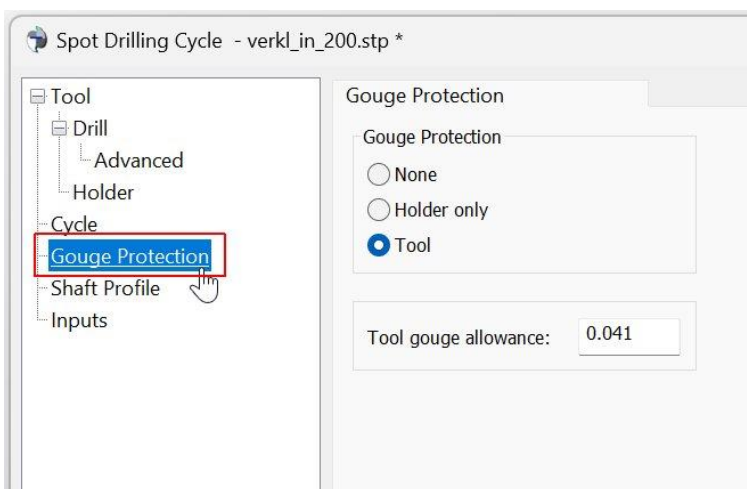 Spot Drilling Cycle - verkl_in_200.stp *
Tool
Drill
Advanced
Holder
Cycle
Gouge Protection
Shaft Profile
Inputs
Gouge Protection
Gouge Protection
None
Holder only
Tool
Tool gouge allowance: 0.041